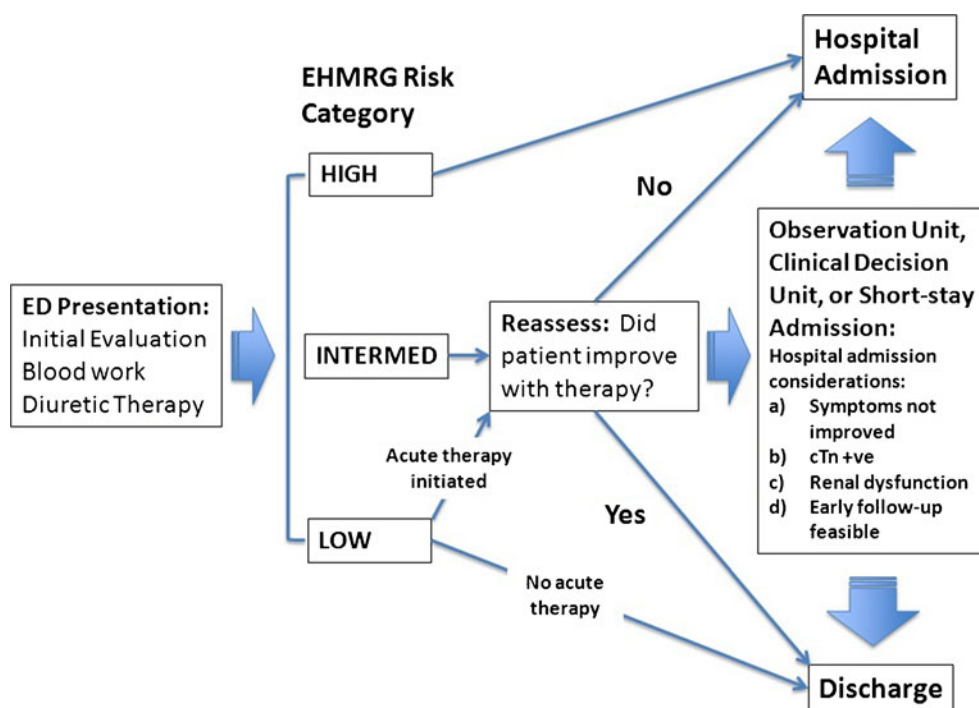 Hospital
Admission
EHMRG Risk
Category
HIGH
No
Observation Unit,
Clinical Decision
Unit, or Short-stay
Admission:
Hospital admission
considerations:
a) Symptoms not
improved
b) cTn +ve
c) Renal dysfunction
d) Early follow-up
feasible
ED Presentation:
Initial Evaluation
Blood work
Diuretic Therapy
INTERMED
Reassess: Did
patient improve
with therapy?
Acute therapy
initiated
LOW
Yes
No acute
therapy
Discharge